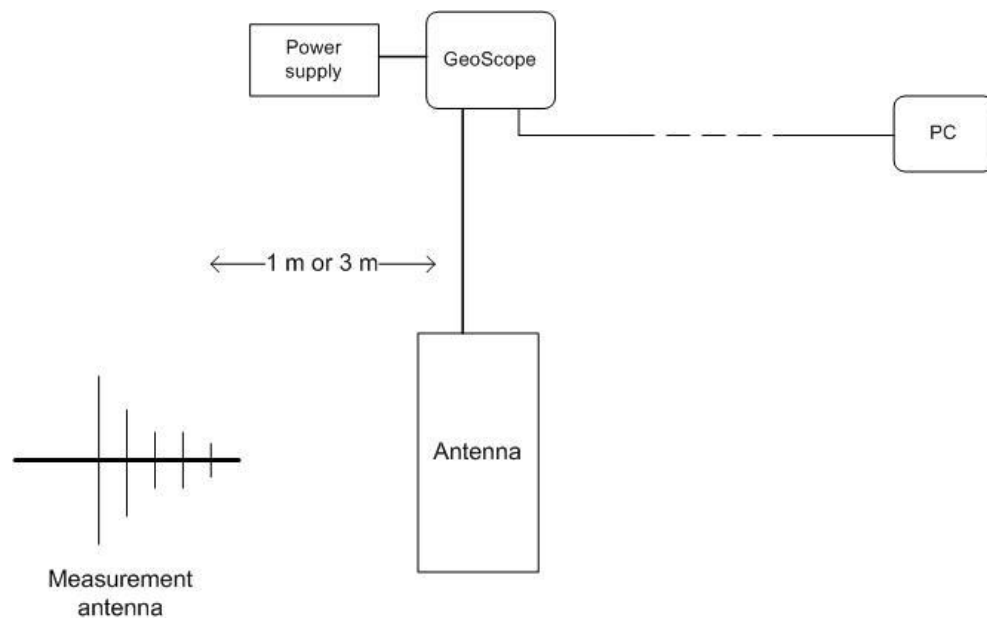 Power
supply
GeoScope
PC
1 m or 3 m
Antenna
Measurement
antenna